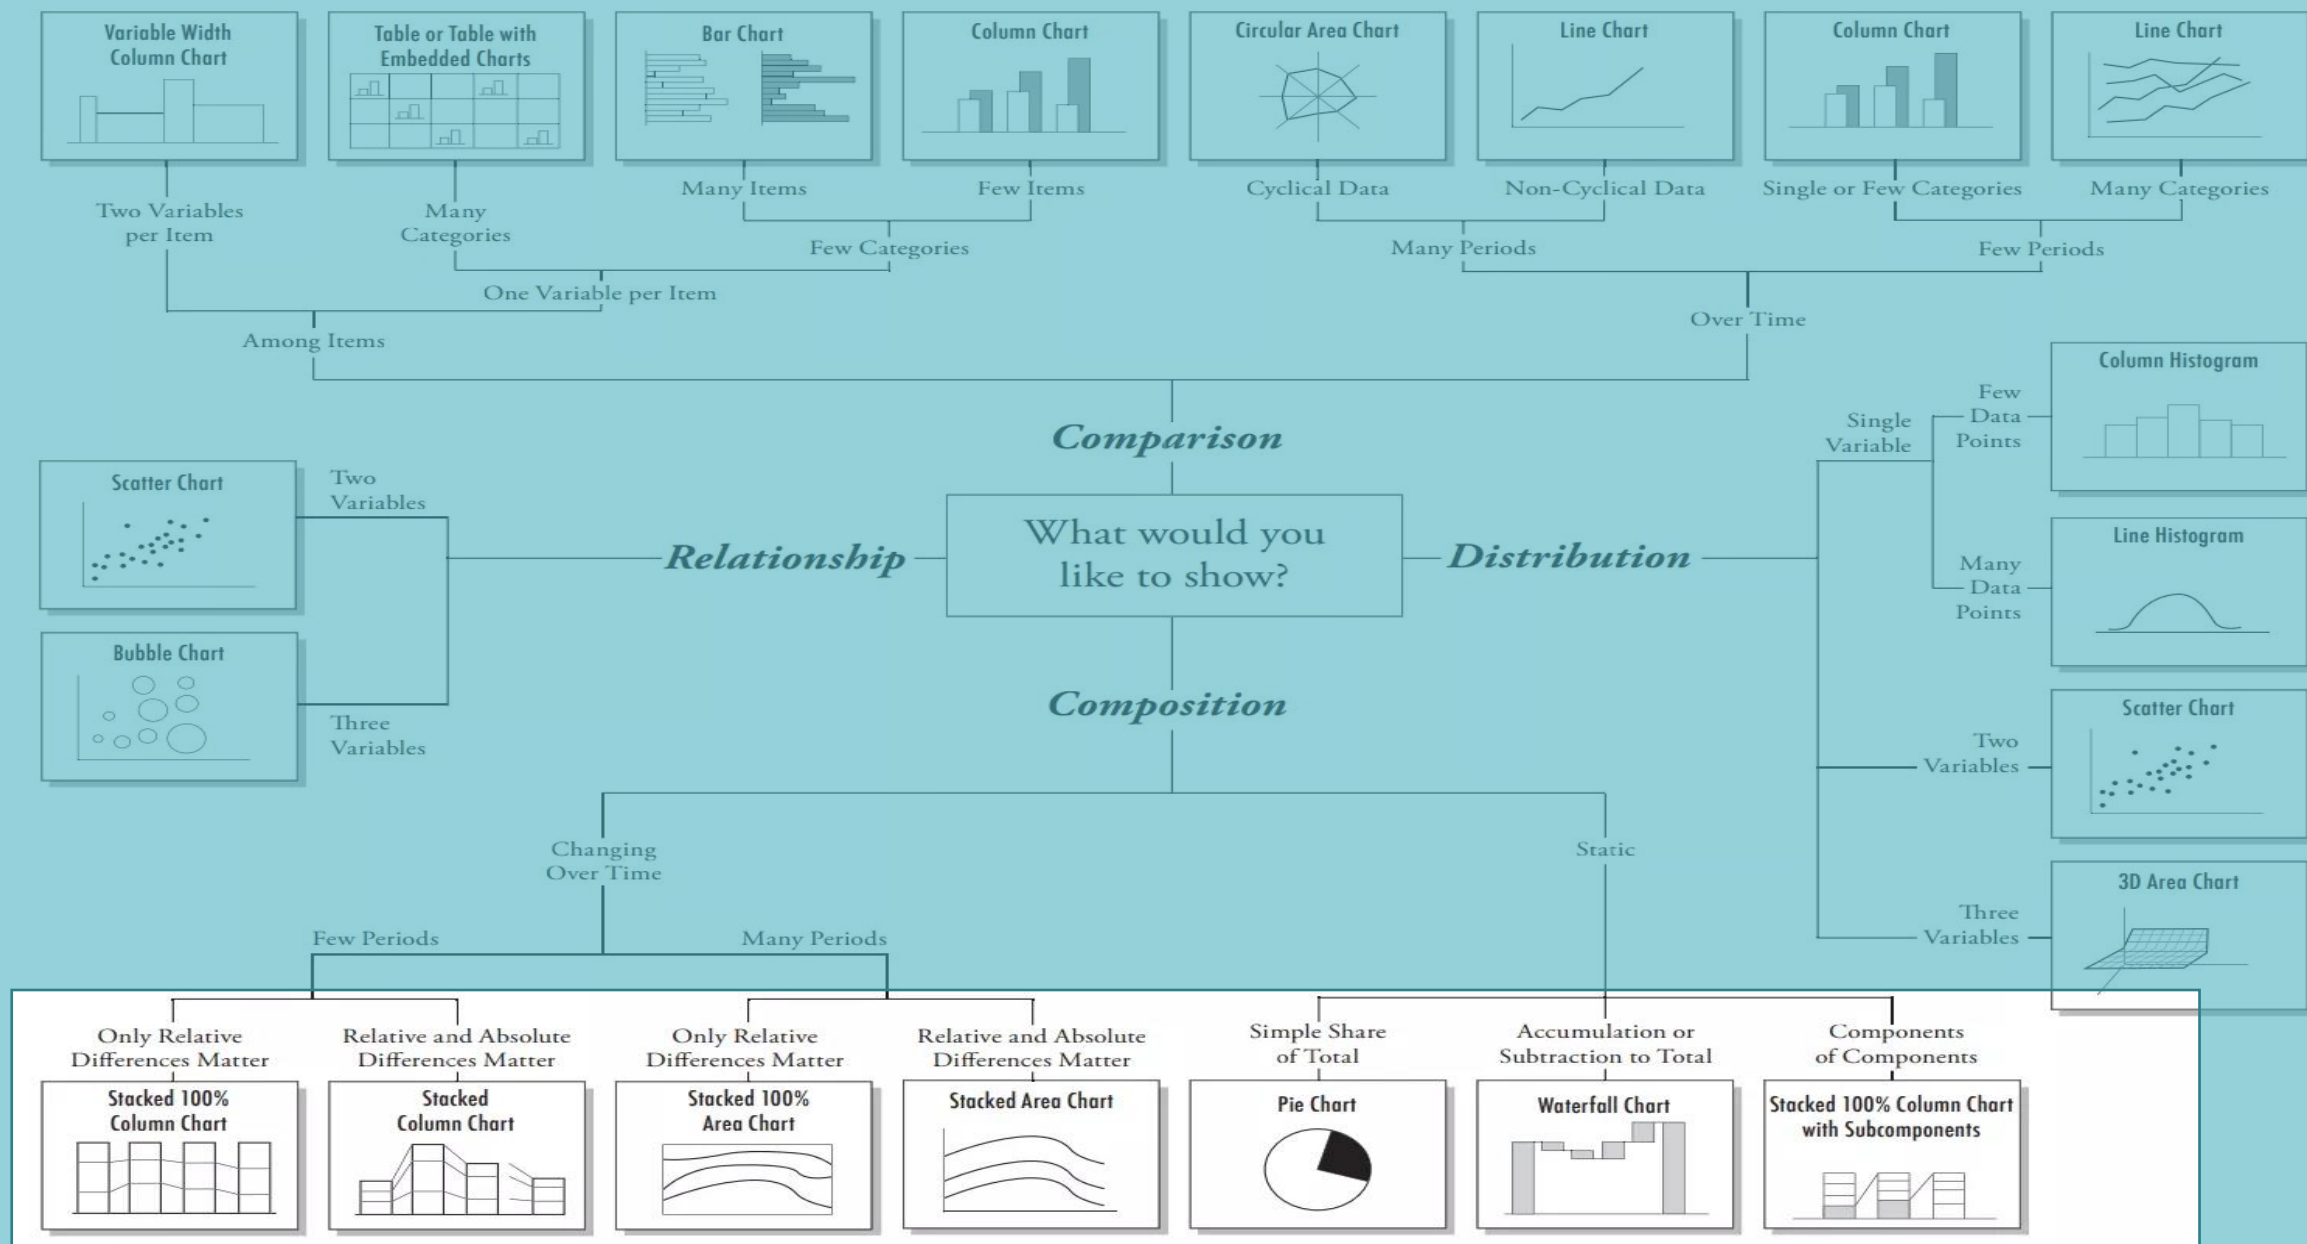 Variable Width
Column Chart
Table or Table with
Embedded Charts
Bar Chart
Column Chart
Circular Area Chart
Line Chart
Column Chart
Line Chart
Two Variables
per Item
Many
Categories
Many Items
Few Items
Cyclical Data
Non-Cyclical Data
Single or Few Categories
Many Categories
Few Categories
Many Periods
Few Periods
One Variable per Item
Among Items
Over Time
Comparison
What would you
like to show?
Relationship
Two
Variables
Scatter Chart
Three
Variables
Bubble Chart
Distribution
Single
Variable
Few
Data
Points
Column Histogram
Many
Data
Points
Line Histogram
Two
Variables
Scatter Chart
Three
Variables
3D Area Chart
Composition
Changing
Over Time
Static
Few Periods
Many Periods
Only Relative
Differences Matter
Relative and Absolute
Differences Matter
Only Relative
Differences Matter
Relative and Absolute
Differences Matter
Simple Share
of Total
Accumulation or
Subtraction to Total
Components
of Components
Stacked 100%
Column Chart
Stacked
Column Chart
Stacked 100%
Area Chart
Stacked Area Chart
Pie Chart
Waterfall Chart
Stacked 100% Column Chart
with Subcomponents